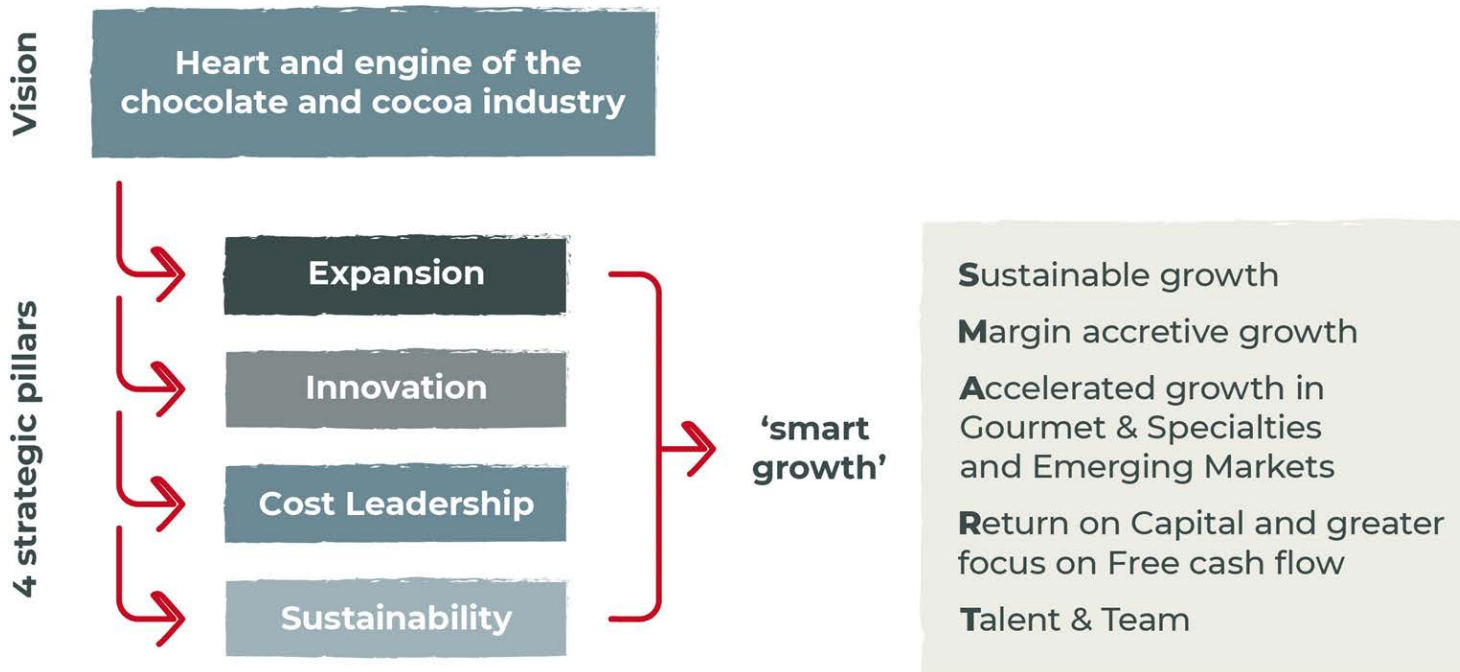 Vision
Heart and engine of the
chocolate and cocoa industry
4 strategic pillars
Expansion
Innovation
Cost Leadership
Sustainability
‘smart
growth’
Sustainable growth
Margin accretive growth
Accelerated growth in
Gourmet & Specialties
and Emerging Markets
Return on Capital and greater
focus on Free cash flow
Talent & Team